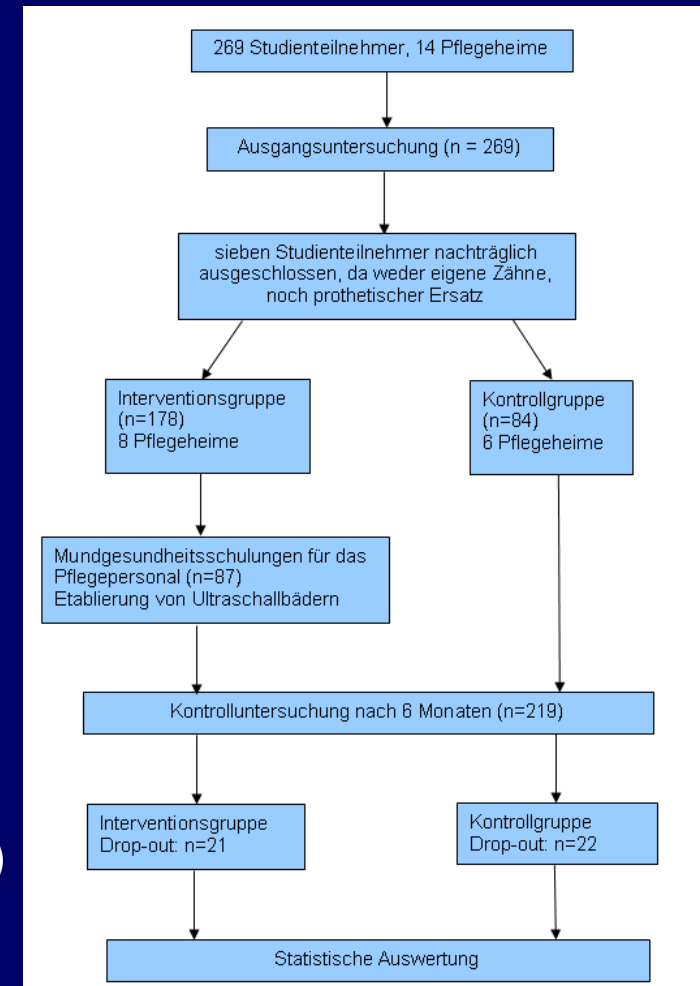 269 Studienteilnehmer, 14 Pflegeheime
Ausgangsuntersuchung (n = 269)
sieben Studienteilnehmer nachträglich
ausgeschlossen, da weder eigene Zähne,
noch prothetischer Ersatz
Interventionsgruppe
(n=178)
8 Pflegeheime
Kontrollgruppe
(n=84)
6 Pflegeheime
Mundgesundheitsschulungen für das
Pflegepersonal (n=87)
Etablierung von Ultraschallbädern
Kontrolluntersuchung nach 6 Monaten (n=219)
Interventionsgruppe
Drop-out: n=21
Kontrollgruppe
Drop-out: n=22
)
Statistische Auswertung